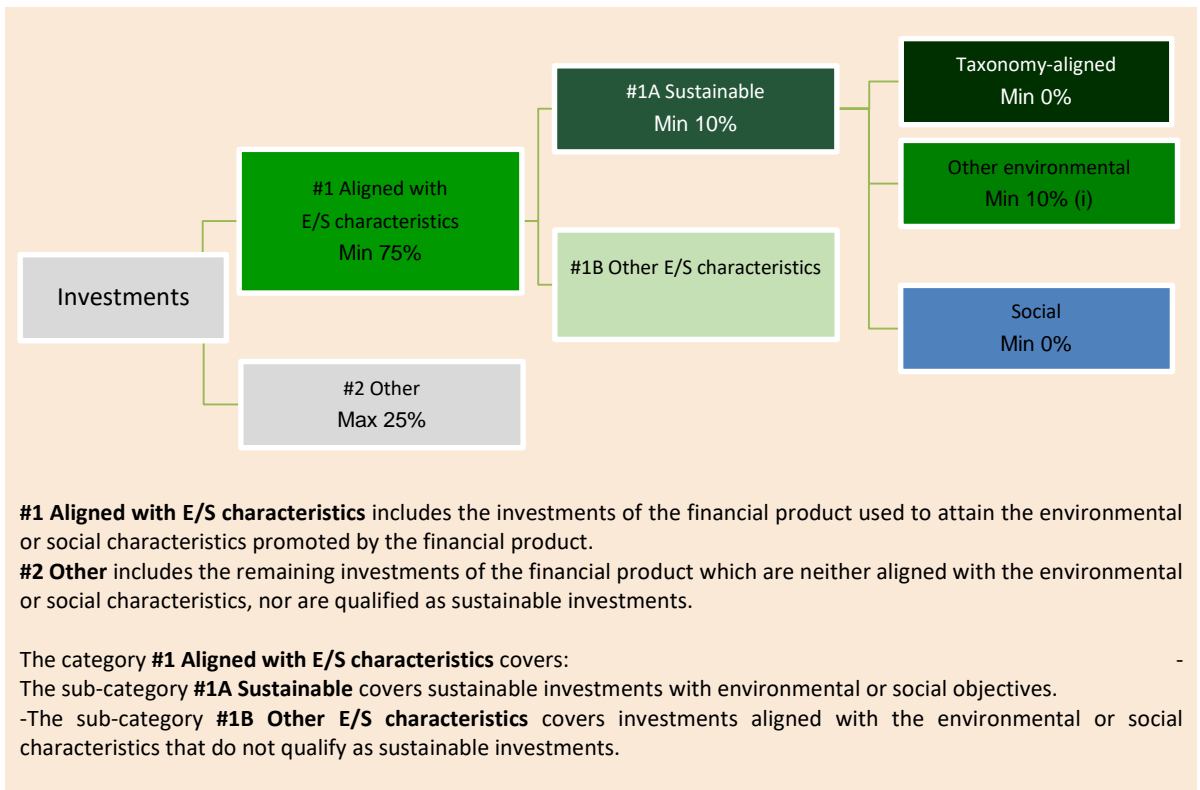 Investments
#1 Aligned with
E/S characteristics
Min 75%
#2 Other
Max 25%
#1A Sustainable
Min 10%
#1B Other E/S characteristics
Taxonomy-aligned
Min 0%
Other environmental
Min 10% (i)
Social
Min 0%
#1 Aligned with E/S characteristics includes the investments of the financial product used to attain the environmental
or social characteristics promoted by the financial product.
#2 Other includes the remaining investments of the financial product which are neither aligned with the environmental
or social characteristics, nor are qualified as sustainable investments.
The category #1 Aligned with E/S characteristics covers: -
The sub-category #1A Sustainable covers sustainable investments with environmental or social objectives.
-The sub-category #1B Other E/S characteristics covers investments aligned with the environmental or social
characteristics that do not qualify as sustainable investments.